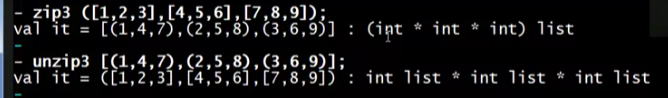 - zip3 ([1,2,3],[4,5,6],[7,8,9]);
val it = [(1,4,7),(2,5,8),(3,6,9)] : (int * int * int) list
-
- unzip3 [(1,4,7),(2,5,8),(3,6,9)];
val it = ([1,2,3],[4,5,6],[7,8,9]) : int list * int list * int list
-